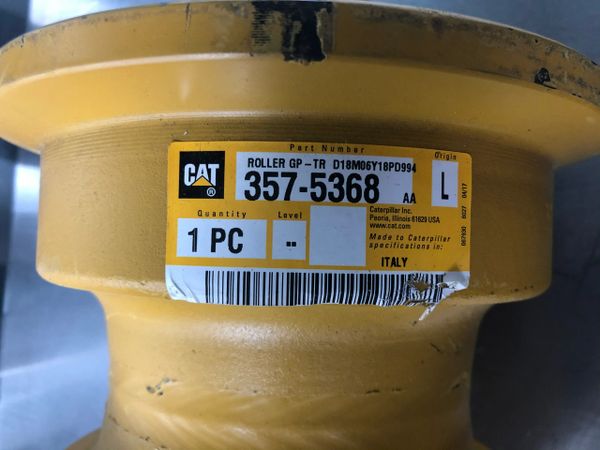 Part Number
Origin
CAT
®
ROLLER GP-TR D18M06Y18PD994
357-5368 AA
L
Quantity
Level
1 PC
--
Caterpillar Inc.
Peoria, Illinois 61629 USA
www.cat.com
Made to Caterpillar
specifications in:
ITALY